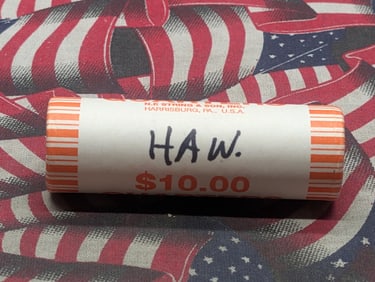 N.F. STRING & SON, INC.
HARRISBURG, PA., U.S.A
HAW.
$10.00